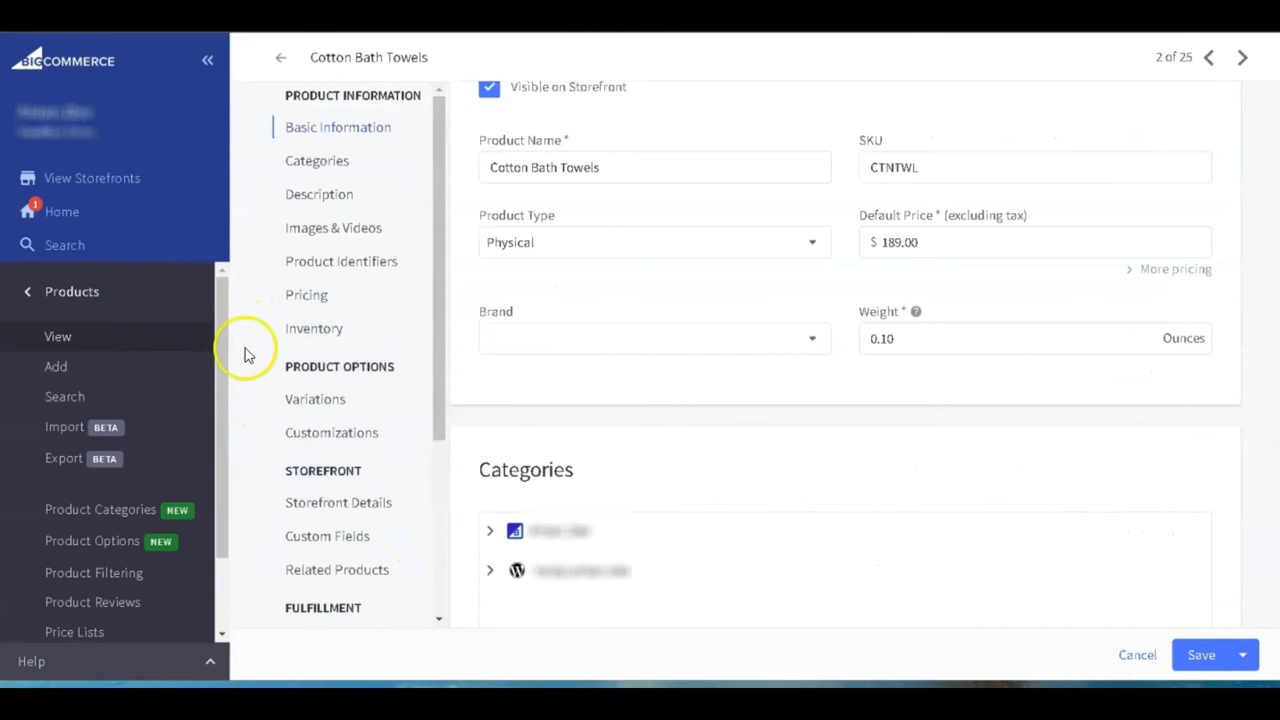 BIGCOMMERCE
View Storefronts
1
Home
Search
Products
View
Add
Search
Import BETA
Export BETA
Product Categories NEW
Product Options NEW
Product Filtering
Product Reviews
Price Lists
Help
Cotton Bath Towels
2 of 25
PRODUCT INFORMATION
Basic Information
Categories
Description
Images & Videos
Product Identifiers
Pricing
Inventory
PRODUCT OPTIONS
Variations
Customizations
STOREFRONT
Storefront Details
Custom Fields
Related Products
FULFILLMENT
Visible on Storefront
Product Name *
Cotton Bath Towels
SKU
CTNTWL
Product Type
Physical
Default Price * (excluding tax)
$ 189.00
More pricing
Brand
Weight * ?
0.10 Ounces
Categories
Cancel
Save